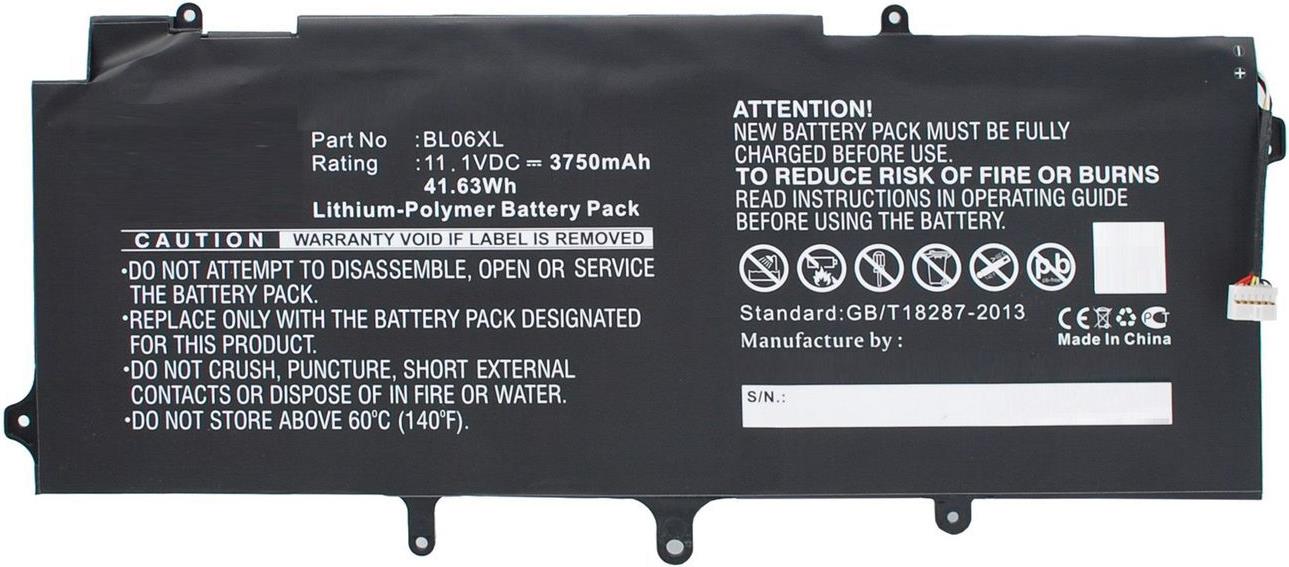 Part No :BL06XL
Rating :11.1VDC ⎓ 3750mAh
41.63Wh
Lithium-Polymer Battery Pack
CAUTION WARRANTY VOID IF LABEL IS REMOVED
•DO NOT ATTEMPT TO DISASSEMBLE, OPEN OR SERVICE
THE BATTERY PACK.
•REPLACE ONLY WITH THE BATTERY PACK DESIGNATED
FOR THIS PRODUCT.
•DO NOT CRUSH, PUNCTURE, SHORT EXTERNAL
CONTACTS OR DISPOSE OF IN FIRE OR WATER.
•DO NOT STORE ABOVE 60°C (140°F).
- 
+
ATTENTION!
NEW BATTERY PACK MUST BE FULLY
CHARGED BEFORE USE.
TO REDUCE RISK OF FIRE OR BURNS
READ INSTRUCTIONS IN OPERATING GUIDE
BEFORE USING THE BATTERY.
pb
Standard:GB/T18287-2013
CE
Manufacture by :
Made In China
S/N.: